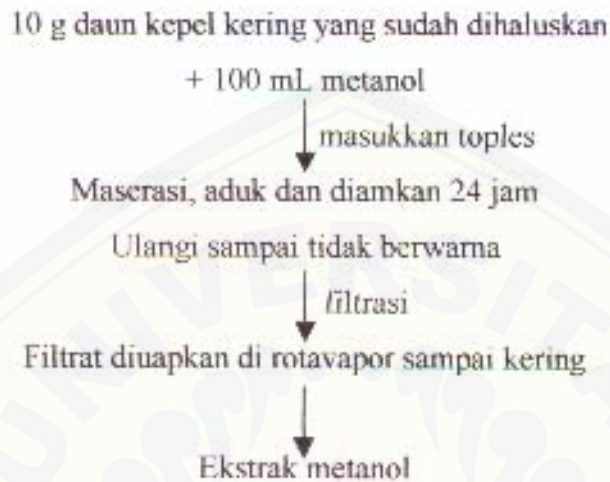 10 g daun kepel kering yang sudah dihaluskan
+ 100 mL metanol
masukkan toples
Maserasi, aduk dan diamkan 24 jam
Ulangi sampai tidak berwarna
filtrasi
Filtrat diuapkan di rotavapor sampai kering
Ekstrak metanol
UNIVERSIT